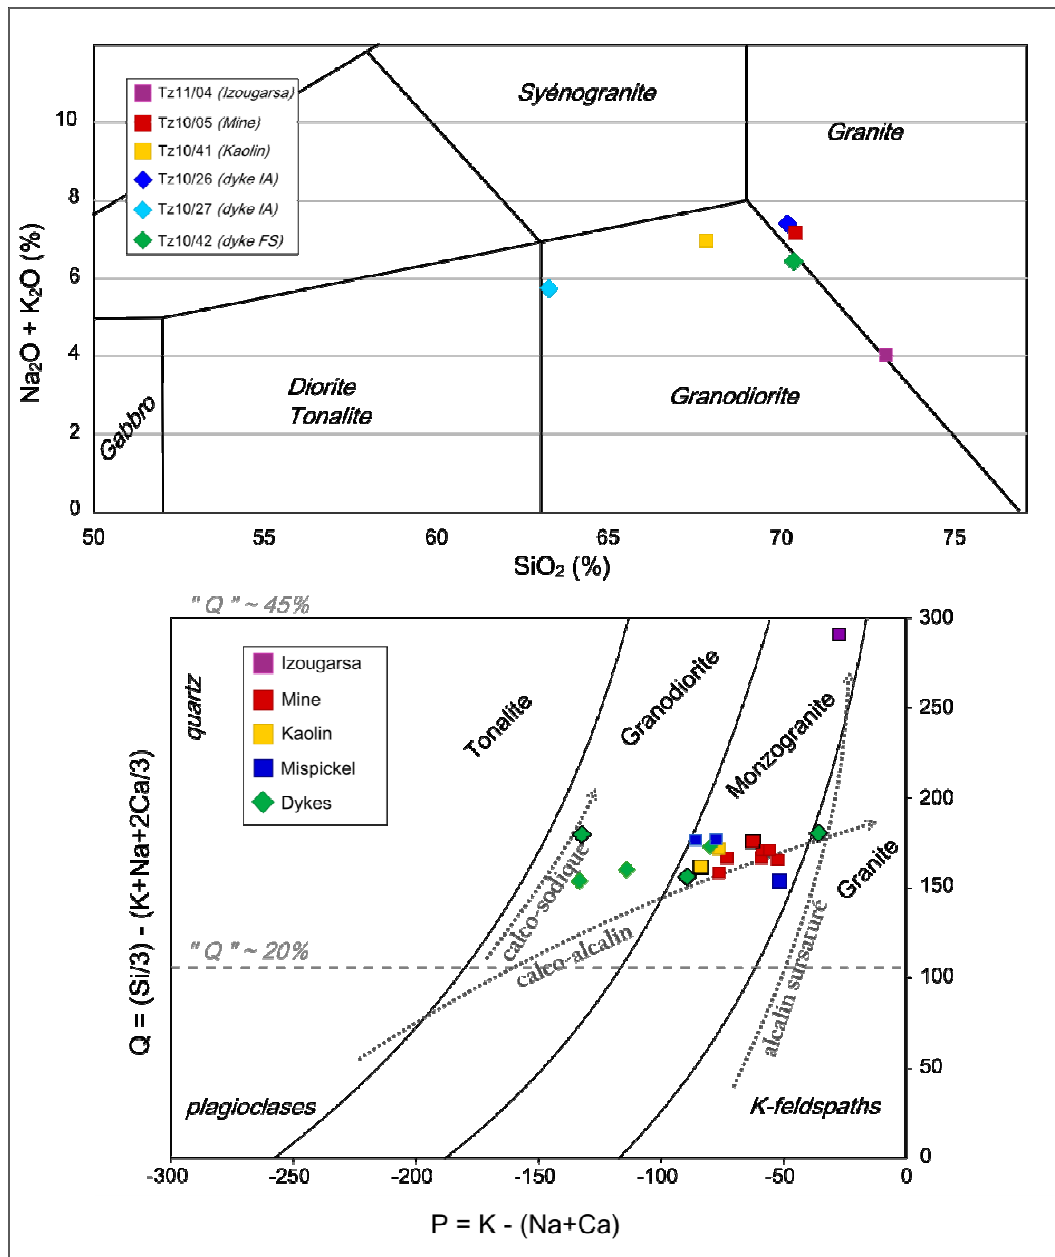 Na₂O + K₂O (%)
10
8
6
4
2
0
Tz11/04 (Izougarsa)
Tz10/05 (Mine)
Tz10/41 (Kaolin)
Tz10/26 (dyke IA)
Tz10/27 (dyke IA)
Tz10/42 (dyke FS)
Syénogranite
Granite
Gabbro
Diorite
Tonalite
Granodiorite
50
55
60
65
70
75
SiO₂ (%)
" Q " ~ 45%
Q = (Si/3) - (K+Na+2Ca/3)
quartz
Izougarsa
Mine
Kaolin
Mispickel
Dykes
Tonalite
Granodiorite
Monzogranite
Granite
calco-sodique
calco-alcalin
alcalin sursaturé
" Q " ~ 20%
plagioclases
K-feldspaths
300
250
200
150
100
50
0
-300
-250
-200
-150
-100
-50
0
P = K - (Na+Ca)